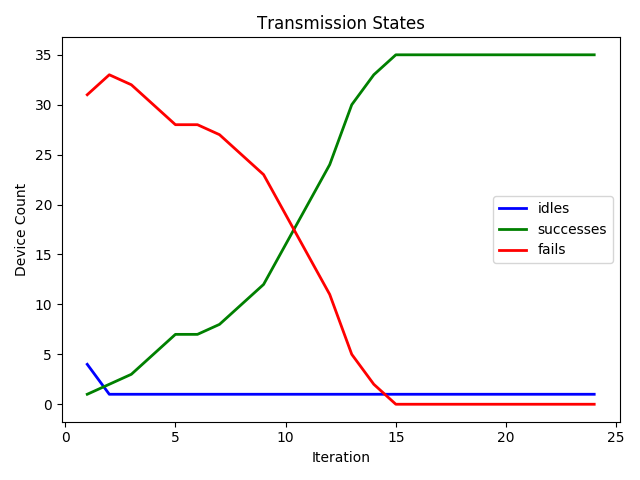 Transmission States
Device Count
35
30
25
20
15
10
5
0
idles
successes
fails
0 5 10 15 20 25
Iteration